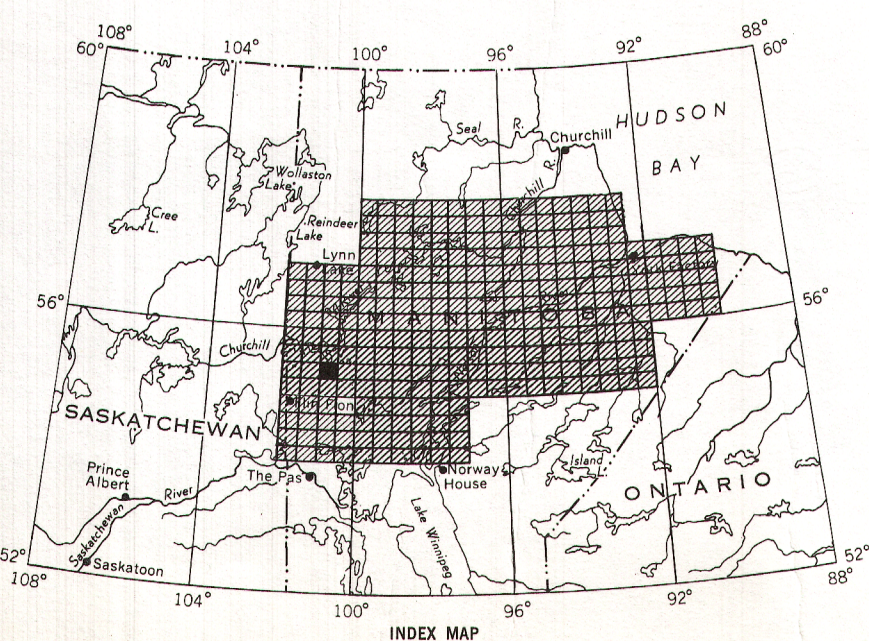 108°
104°
100°
96°
92°
88°
60°
60°
HUDSON
BAY
Seal R.
Churchill
Churchill R.
Wollaston
Lake
Cree
L.
Reindeer
Lake
Lynn
Lake
56°
56°
MANITOBA
Churchill
Flin Flon
SASKATCHEWAN
Prince
Albert
River
The Pas
Norway
House
Island
L.
ONTARIO
Saskatchewan
Lake Winnipeg
Saskatoon
52°
52°
108°
104°
100°
96°
92°
88°
INDEX MAP